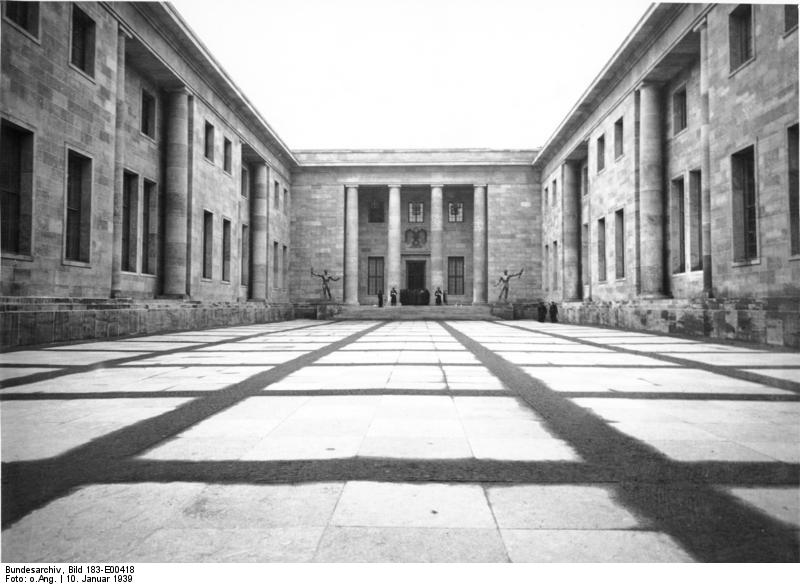 Bundesarchiv, Bild 183-E00418
Foto: o.Ang. | 10. Januar 1939